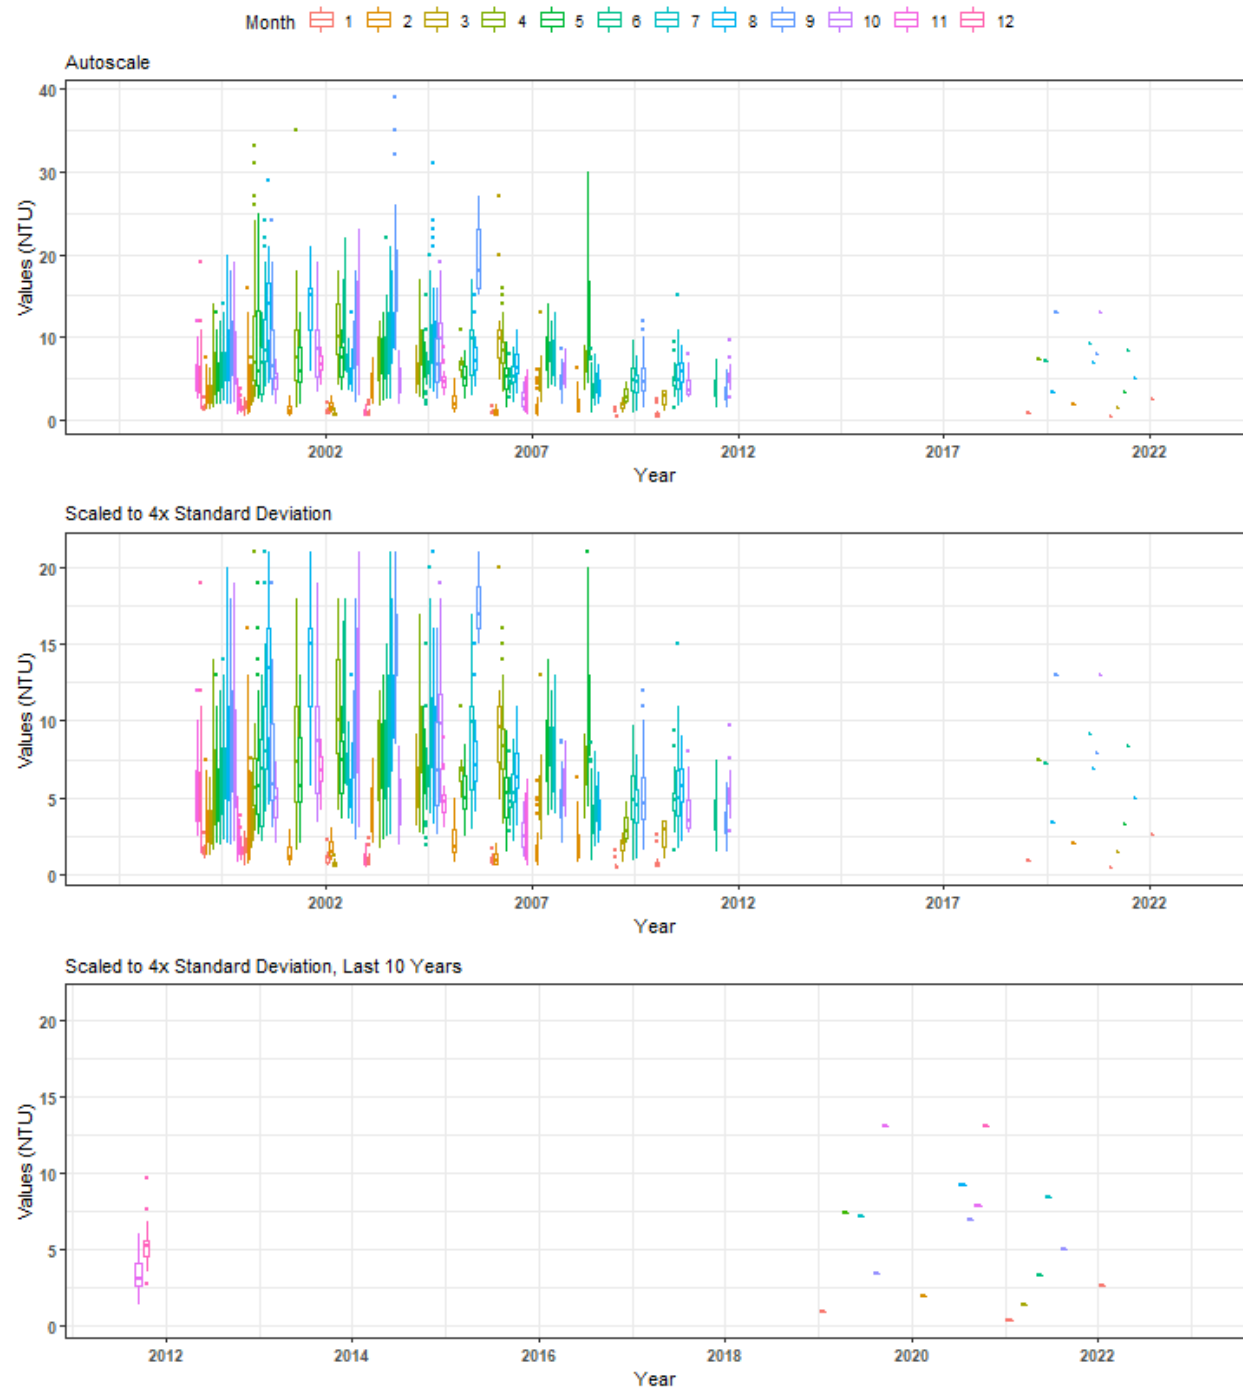 Month 1 2 3 4 5 6 7 8 9 10 11 12
Autoscale
Values (NTU)
40
30
20
10
0
2002 2007 2012 2017 2022
Year
Scaled to 4x Standard Deviation
Values (NTU)
20
15
10
5
0
2002 2007 2012 2017 2022
Year
Scaled to 4x Standard Deviation, Last 10 Years
Values (NTU)
20
15
10
5
0
2012 2014 2016 2018 2020 2022
Year